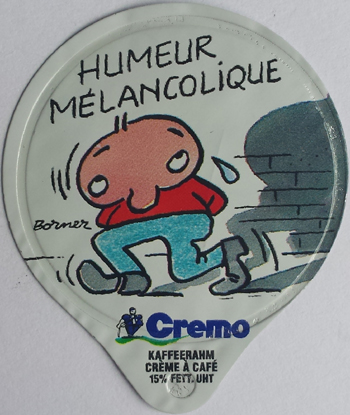 HUMEUR
MÉLANCOLIQUE
Borner
Cremo
KAFFEERAHM
CRÈME À CAFÉ
15% FETT. UHT